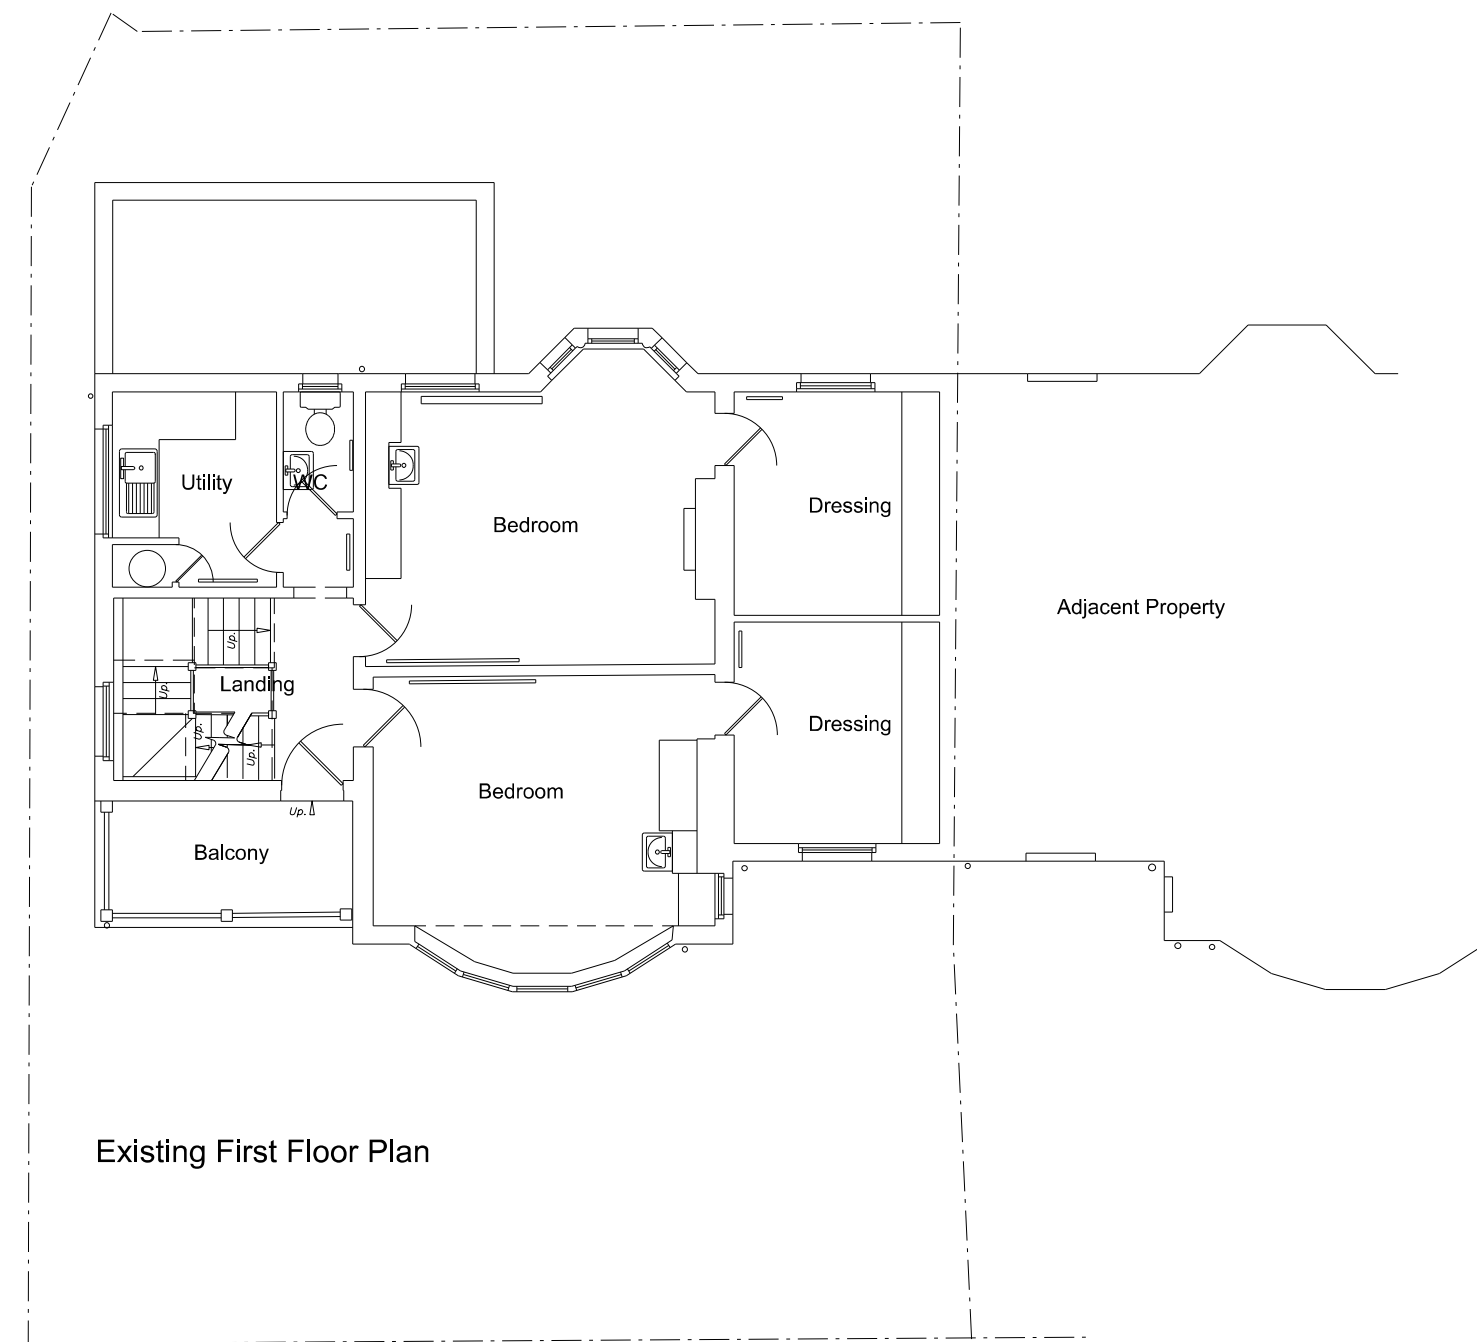 Utility
WC
Bedroom
Dressing
Adjacent Property
Up.
Landing
Up.
Up.
Up.
Dressing
Bedroom
Up.
Balcony
Existing First Floor Plan